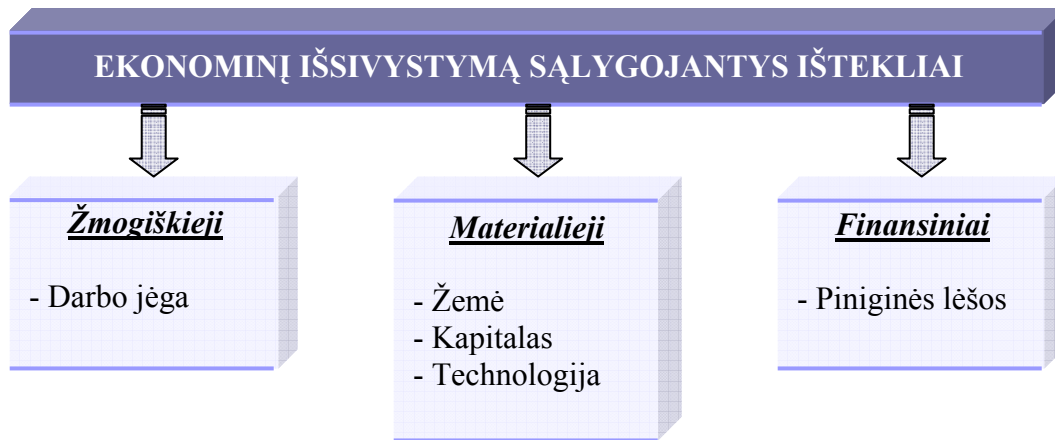 EKONOMINĮ IŠSIVYSTYMĄ SĄLYGOJANTYS IŠTEKLIAI
Žmogiškieji
- Darbo jėga
Materialieji
- Žemė
- Kapitalas
- Technologija
Finansiniai
- Piniginės lėšos